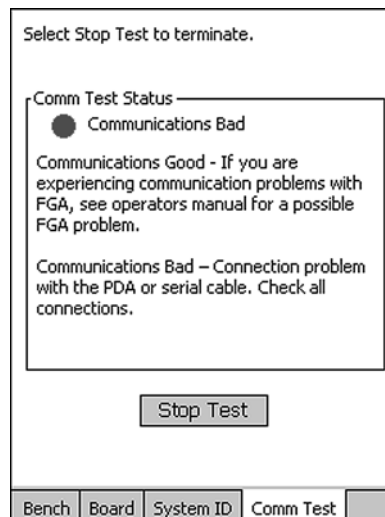 Select Stop Test to terminate.
Comm Test Status
Communications Bad
Communications Good - If you are
experiencing communication problems with
FGA, see operators manual for a possible
FGA problem.
Communications Bad – Connection problem
with the PDA or serial cable. Check all
connections.
Stop Test
Bench Board System ID Comm Test